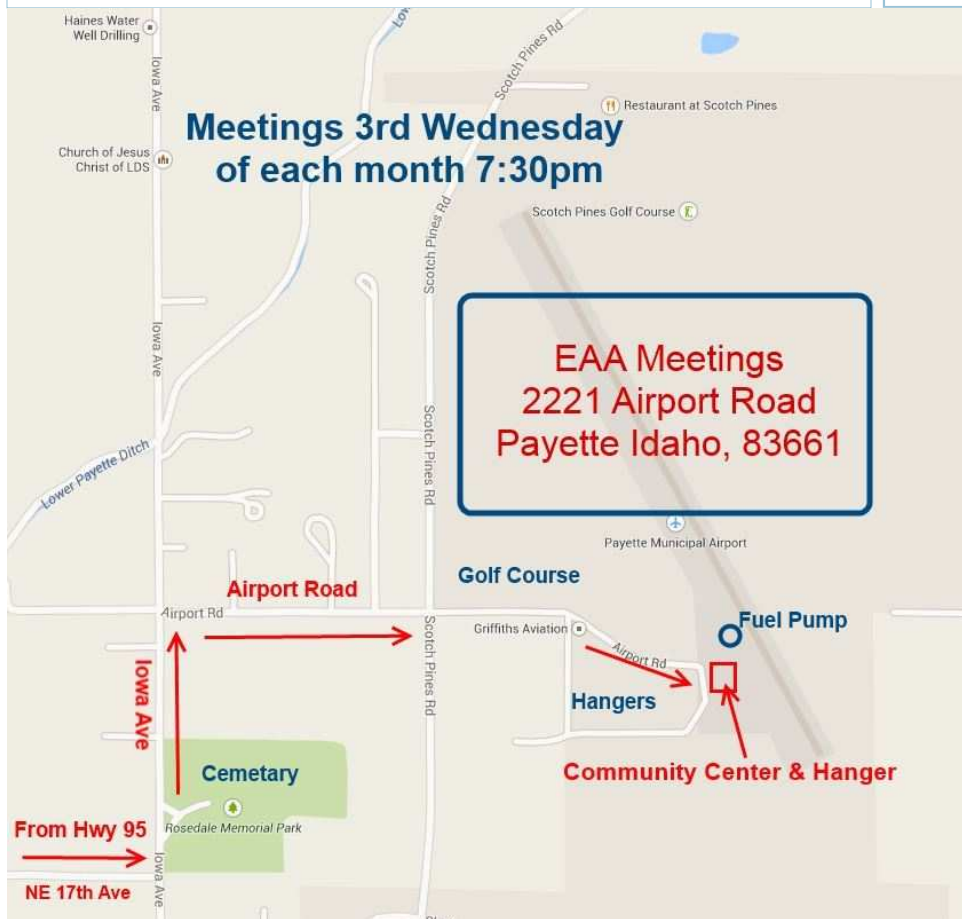 Haines Water
Well Drilling
Iowa Ave
Scotch Pines Rd
Restaurant at Scotch Pines
Meetings 3rd Wednesday
of each month 7:30pm
Church of Jesus
Christ of LDS
Scotch Pines Golf Course
Scotch Pines Rd
EAA Meetings
2221 Airport Road
Payette Idaho, 83661
Iowa Ave
Scotch Pines Rd
Lower Payette Ditch
Payette Municipal Airport
Golf Course
Airport Road
Airport Rd
Griffiths Aviation
Fuel Pump
Scotch Pines Rd
Airport Rd
Iowa Ave
Hangers
Cemetary
Community Center & Hanger
Rosedale Memorial Park
From Hwy 95
Iowa Ave
NE 17th Ave